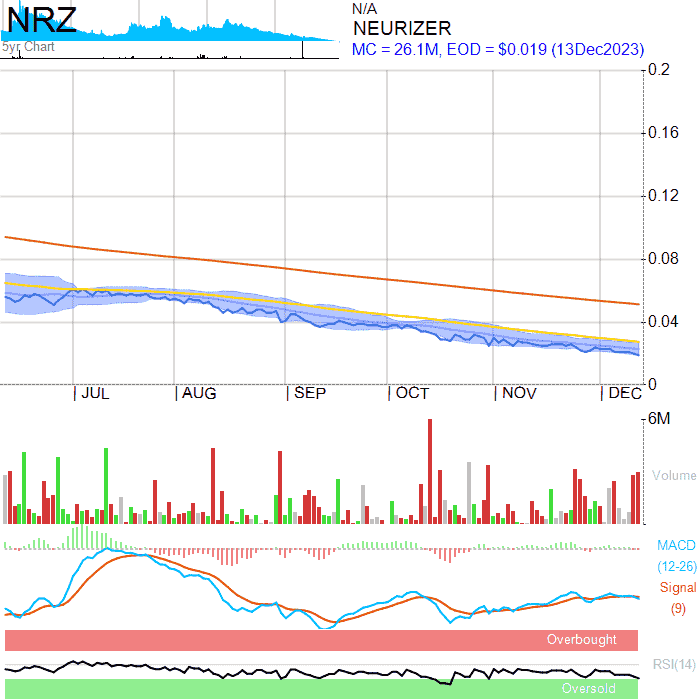 NRZ
5yr Chart
N/A
NEURIZER
MC = 26.1M, EOD = $0.019 (13Dec2023)
0.2
0.16
0.12
0.08
0.04
0
JUL
AUG
SEP
OCT
NOV
DEC
6M
Volume
MACD
(12-26)
Signal
(9)
Overbought
RSI(14)
Oversold